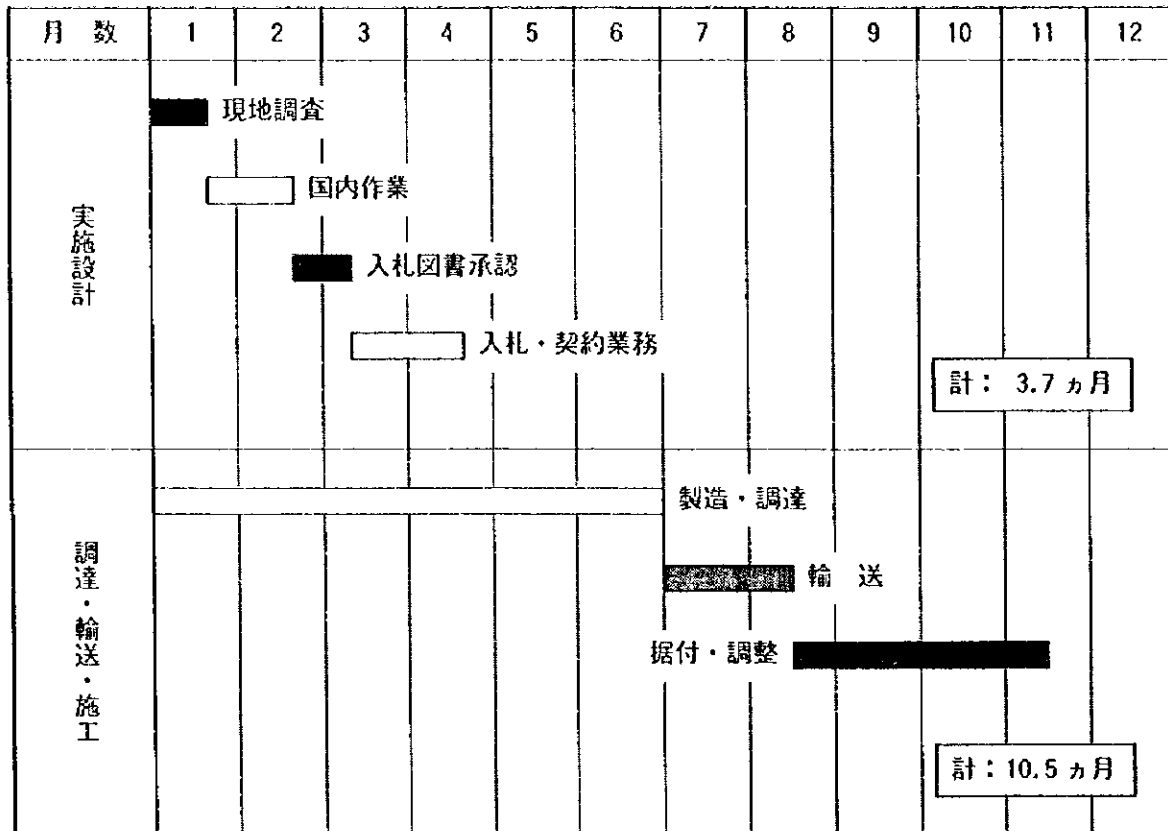 月 数 1 2 3 4 5 6 7 8 9 10 11 12
実施設計
現地調査
国内作業
入札図書承認
入札・契約業務
計： 3.7 ヵ月
調達・輸送・施工
製造・調達
輸 送
据付・調整
計：10.5 ヵ月